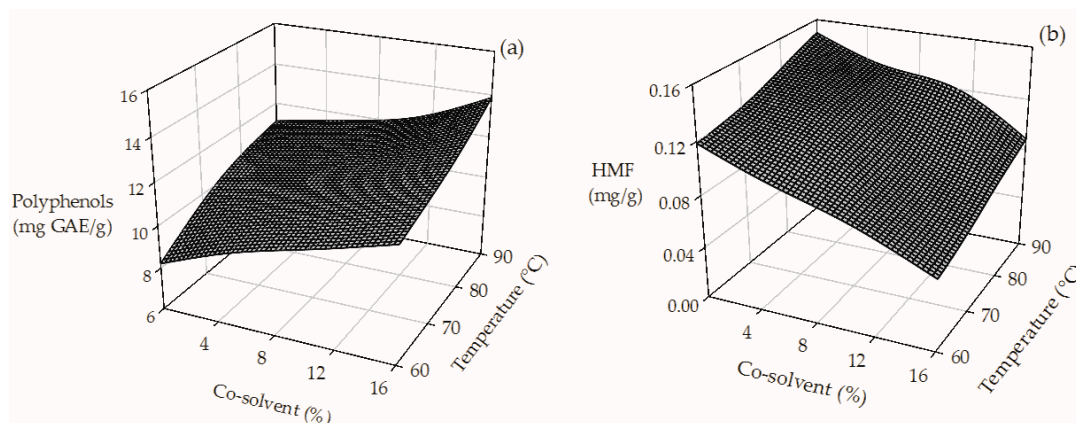 (a)
16
14
12
10
8
6
Polyphenols
(mg GAE/g)
4
8
12
16
Co-solvent (%)
60
70
80
90
Temperature (°C)
(b)
0.16
0.12
0.08
0.04
0.00
HMF
(mg/g)
4
8
12
16
Co-solvent (%)
60
70
80
90
Temperature (°C)